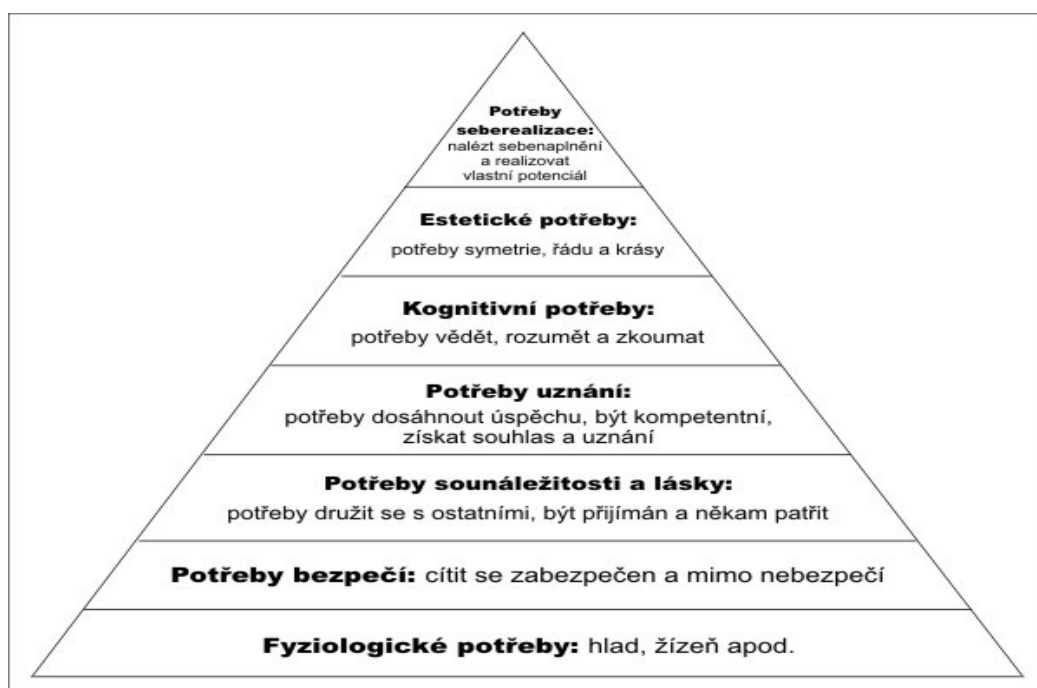 Potřeby
seberealizace:
nalézt sebenaplnění
a realizovat
vlastní potenciál
Estetické potřeby:
potřeby symetrie, řádu a krásy
Kognitivní potřeby:
potřeby vědět, rozumět a zkoumat
Potřeby uznání:
potřeby dosáhnout úspěchu, být kompetentní,
získat souhlas a uznání
Potřeby sounáležitosti a lásky:
potřeby družit se s ostatními, být přijímán a někam patřit
Potřeby bezpečí: cítit se zabezpečen a mimo nebezpečí
Fyziologické potřeby: hlad, žízeň apod.